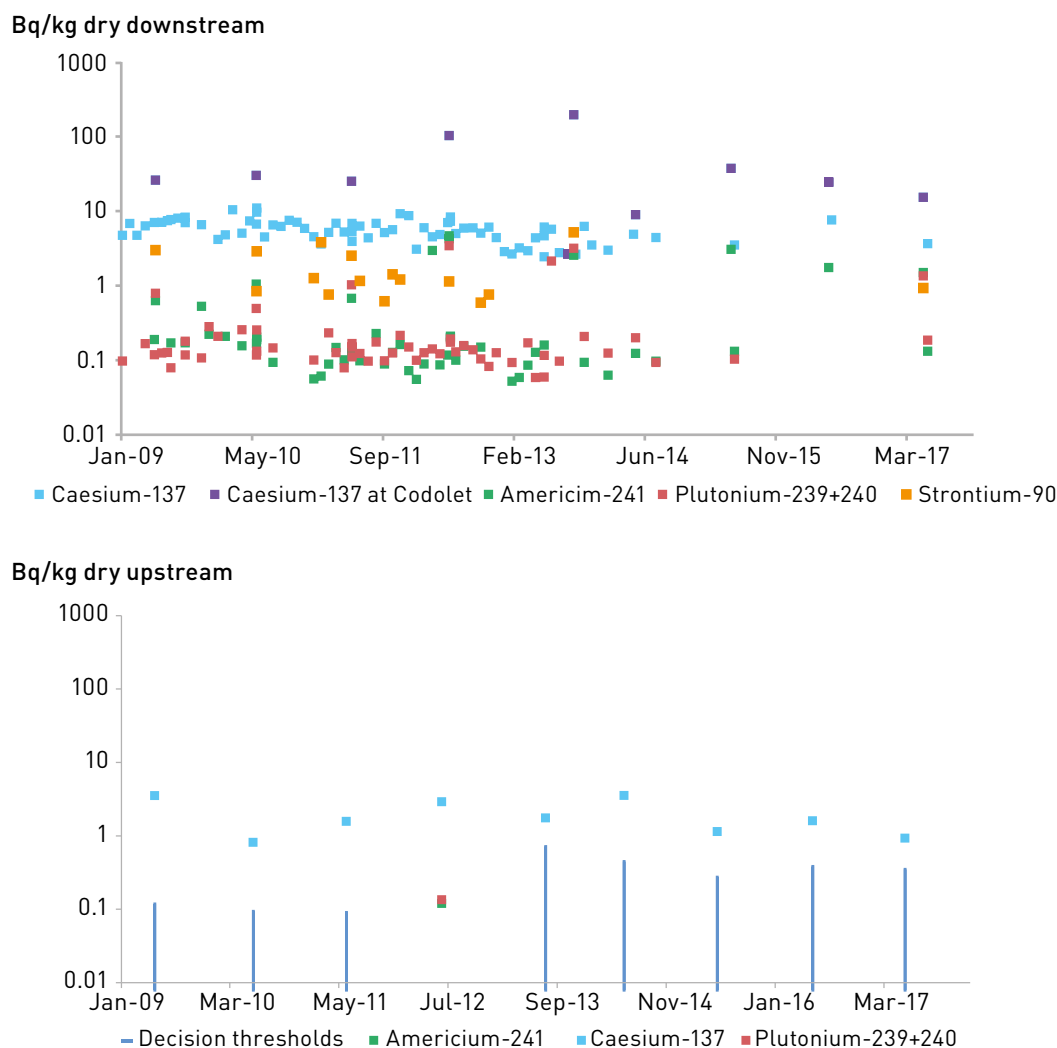 Bq/kg dry downstream
1000
100
10
1
0.1
0.01
Jan-09 May-10 Sep-11 Feb-13 Jun-14 Nov-15 Mar-17
Caesium-137 Caesium-137 at Codolet Americim-241 Plutonium-239+240 Strontium-90
Bq/kg dry upstream
1000
100
10
1
0.1
0.01
Jan-09 Mar-10 May-11 Jul-12 Sep-13 Nov-14 Jan-16 Mar-17
Decision thresholds Americium-241 Caesium-137 Plutonium-239+240